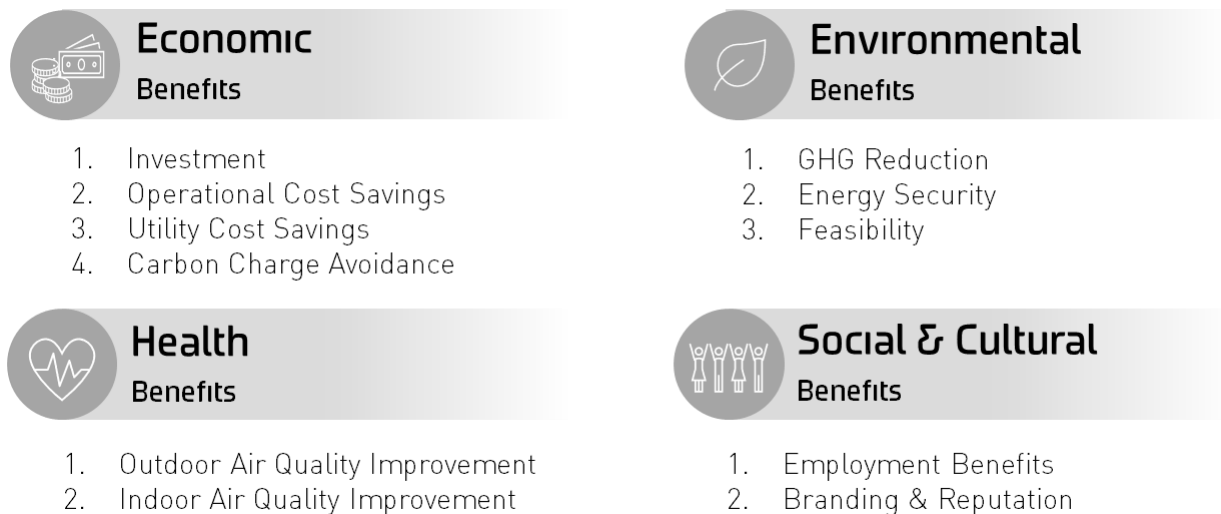 Economic
Benefits
1. Investment
2. Operational Cost Savings
3. Utility Cost Savings
4. Carbon Charge Avoidance
Environmental
Benefits
1. GHG Reduction
2. Energy Security
3. Feasibility
Health
Benefits
1. Outdoor Air Quality Improvement
2. Indoor Air Quality Improvement
Social & Cultural
Benefits
1. Employment Benefits
2. Branding & Reputation